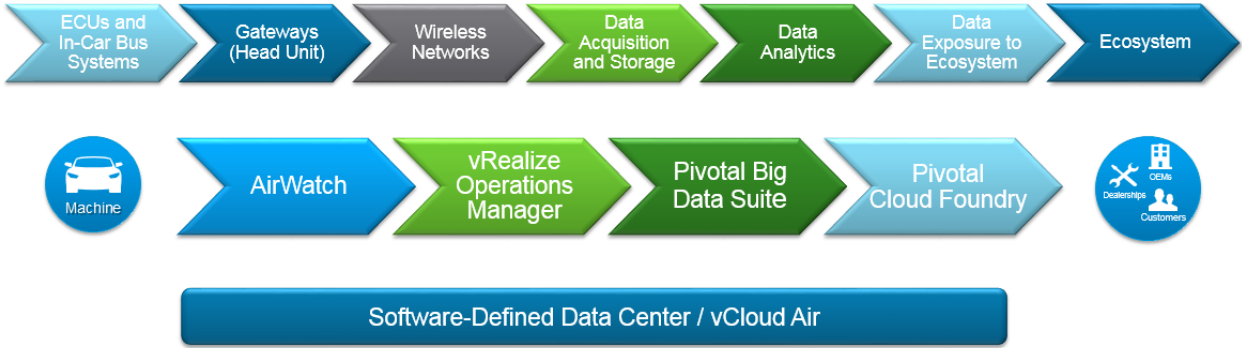 ECUs and
In-Car Bus
Systems
Gateways
(Head Unit)
Wireless
Networks
Data
Acquisition
and Storage
Data
Analytics
Data
Exposure to
Ecosystem
Ecosystem
Machine
AirWatch
vRealize
Operations
Manager
Pivotal Big
Data Suite
Pivotal
Cloud Foundry
OEMs
Dealerships
Customers
Software-Defined Data Center / vCloud Air